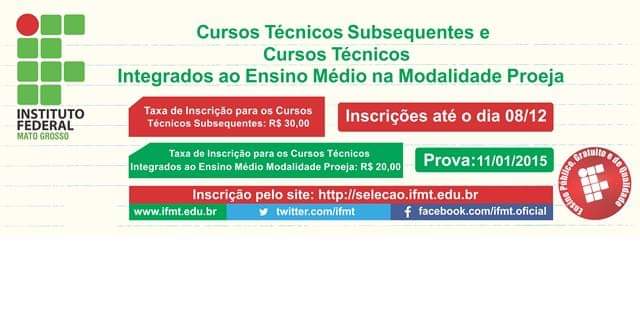 Cursos Técnicos Subsequentes e
Cursos Técnicos
Integrados ao Ensino Médio na Modalidade Proeja
INSTITUTO
FEDERAL
MATO GROSSO
Taxa de Inscrição para os Cursos
Técnicos Subsequentes: R$ 30,00
Inscrições até o dia 08/12
Taxa de Inscrição para os Cursos Técnicos
Integrados ao Ensino Médio Modalidade Proeja: R$ 20,00
Prova:11/01/2015
Inscrição pelo site: http://selecao.ifmt.edu.br
www.ifmt.edu.br
twitter.com/ifmt
facebook.com/ifmt.oficial
Ensino Público, Gratuito e de Qualidade